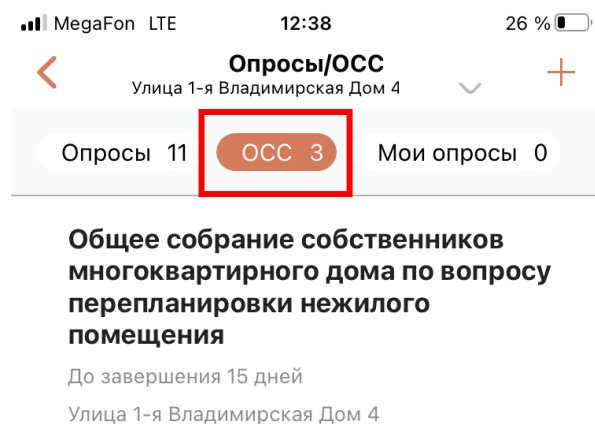 MegaFon LTE 12:38 26 %
Опросы/ОСС
Улица 1-я Владимирская Дом 4
Опросы 11 ОСС 3 Мои опросы 0
Общее собрание собственников
многоквартирного дома по вопросу
перепланировки нежилого
помещения
До завершения 15 дней
Улица 1-я Владимирская Дом 4